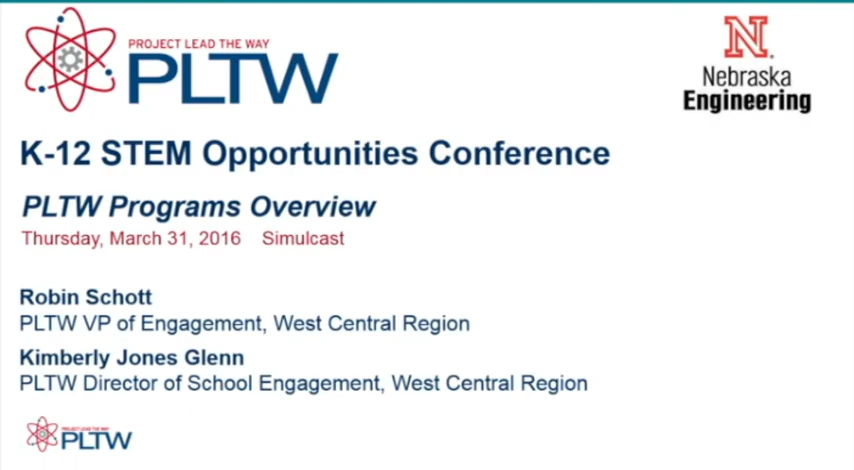 PROJECT LEAD THE WAY
PLTW
N
Nebraska
Engineering
K-12 STEM Opportunities Conference
PLTW Programs Overview
Thursday, March 31, 2016 Simulcast
Robin Schott
PLTW VP of Engagement, West Central Region
Kimberly Jones Glenn
PLTW Director of School Engagement, West Central Region
PROJECT LEAD THE WAY
PLTW